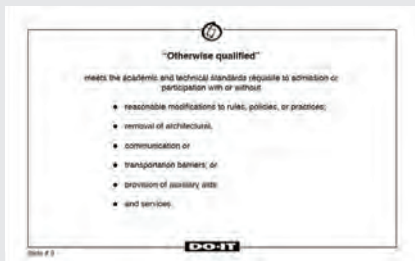 "Otherwise qualified"
meets the academic and technical standards requisite to admission or
participation with or without
• reasonable modifications to rules, policies, or practices;
• removal of architectural,
• communication or
• transportation barriers; or
• provision of auxiliary aids
• and services.
DO-IT
Slide # 3